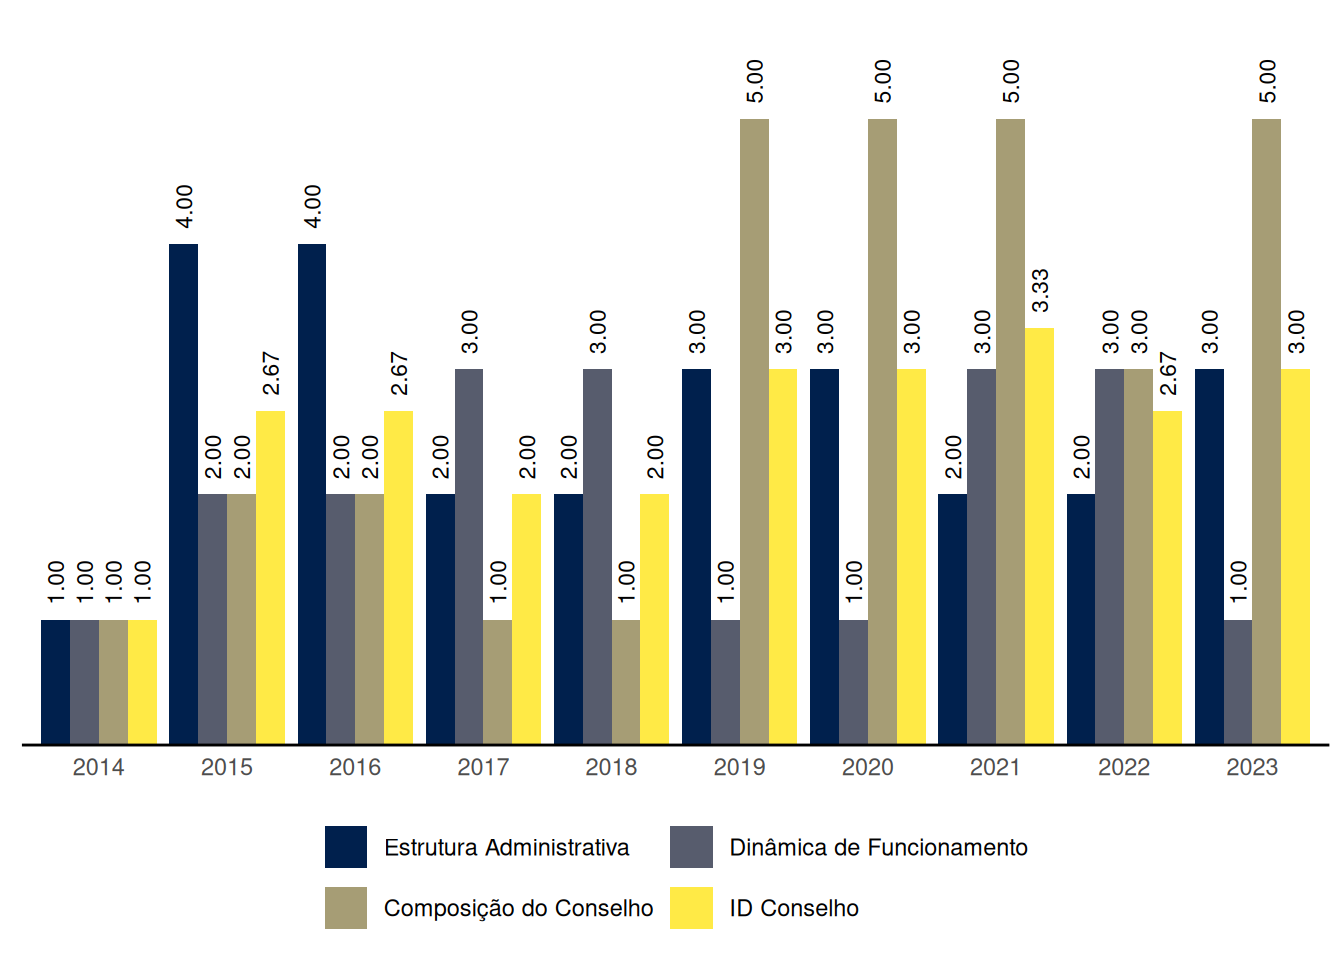 1.00 1.00 1.00 1.00
4.00 2.00 2.00 2.67
4.00 2.00 2.00 2.67
2.00 3.00 1.00 2.00
2.00 3.00 1.00 2.00
3.00 1.00 5.00 3.00
3.00 1.00 5.00 3.00
2.00 3.00 5.00 3.33
2.00 3.00 3.00 2.67
3.00 1.00 5.00 3.00
2014 2015 2016 2017 2018 2019 2020 2021 2022 2023
Estrutura Administrativa Dinâmica de Funcionamento
Composição do Conselho ID Conselho